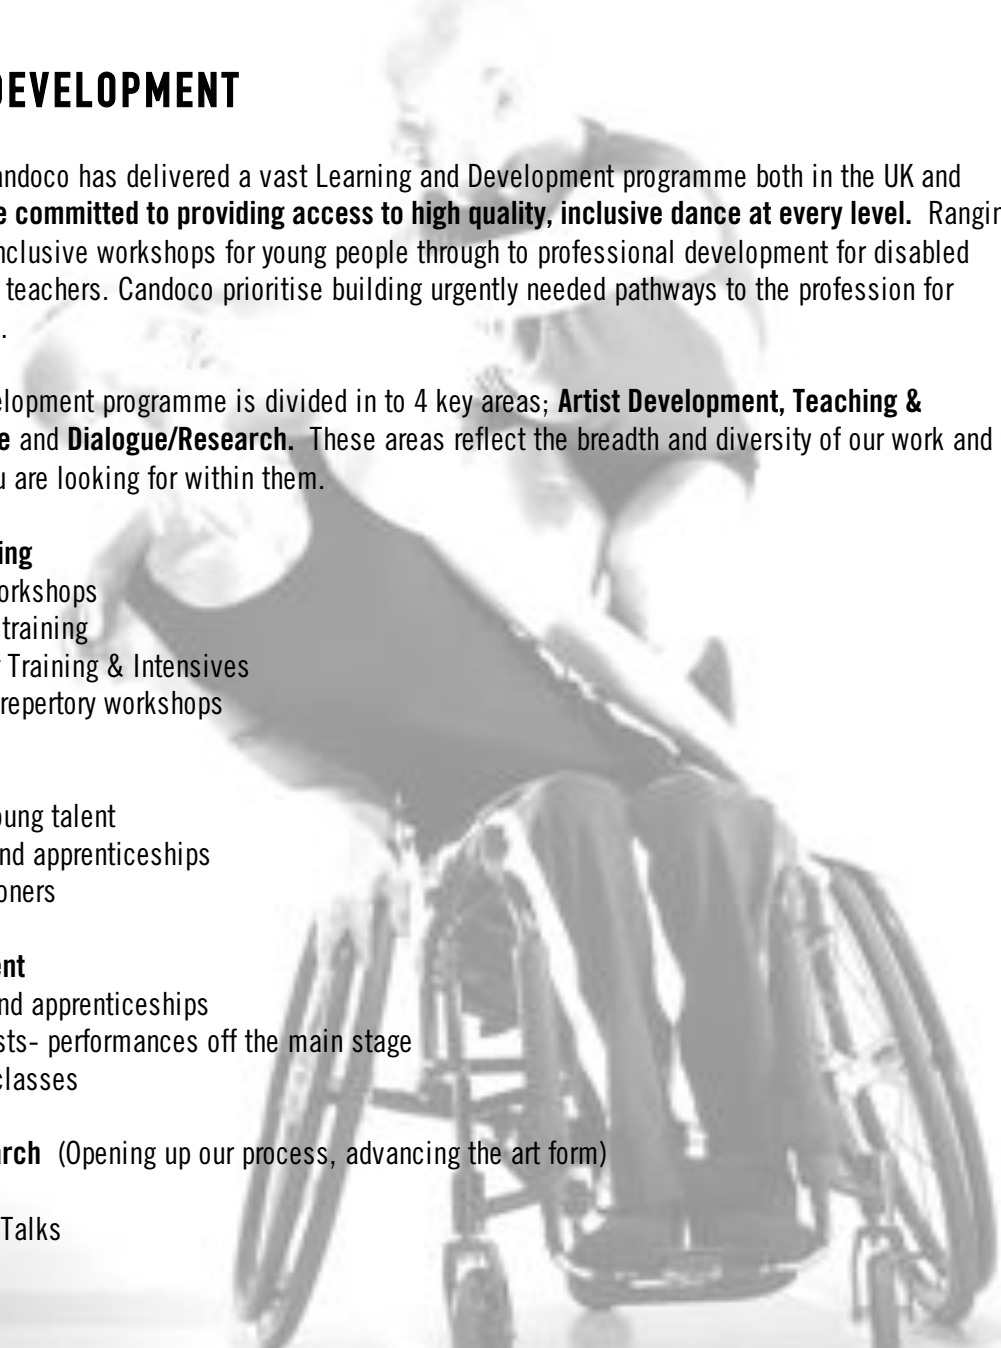 DEVELOPMENT
andoco has delivered a vast Learning and Development programme both in the UK and
e committed to providing access to high quality, inclusive dance at every level. Rangin
nclusive workshops for young people through to professional development for disabled
teachers. Candoco prioritise building urgently needed pathways to the profession for
.
elopment programme is divided in to 4 key areas; Artist Development, Teaching &
e and Dialogue/Research. These areas reflect the breadth and diversity of our work and
u are looking for within them.
ing
orkshops
training
Training & Intensives
repertory workshops
oung talent
nd apprenticeships
oners
ent
nd apprenticeships
sts- performances off the main stage
classes
arch (Opening up our process, advancing the art form)
Talks